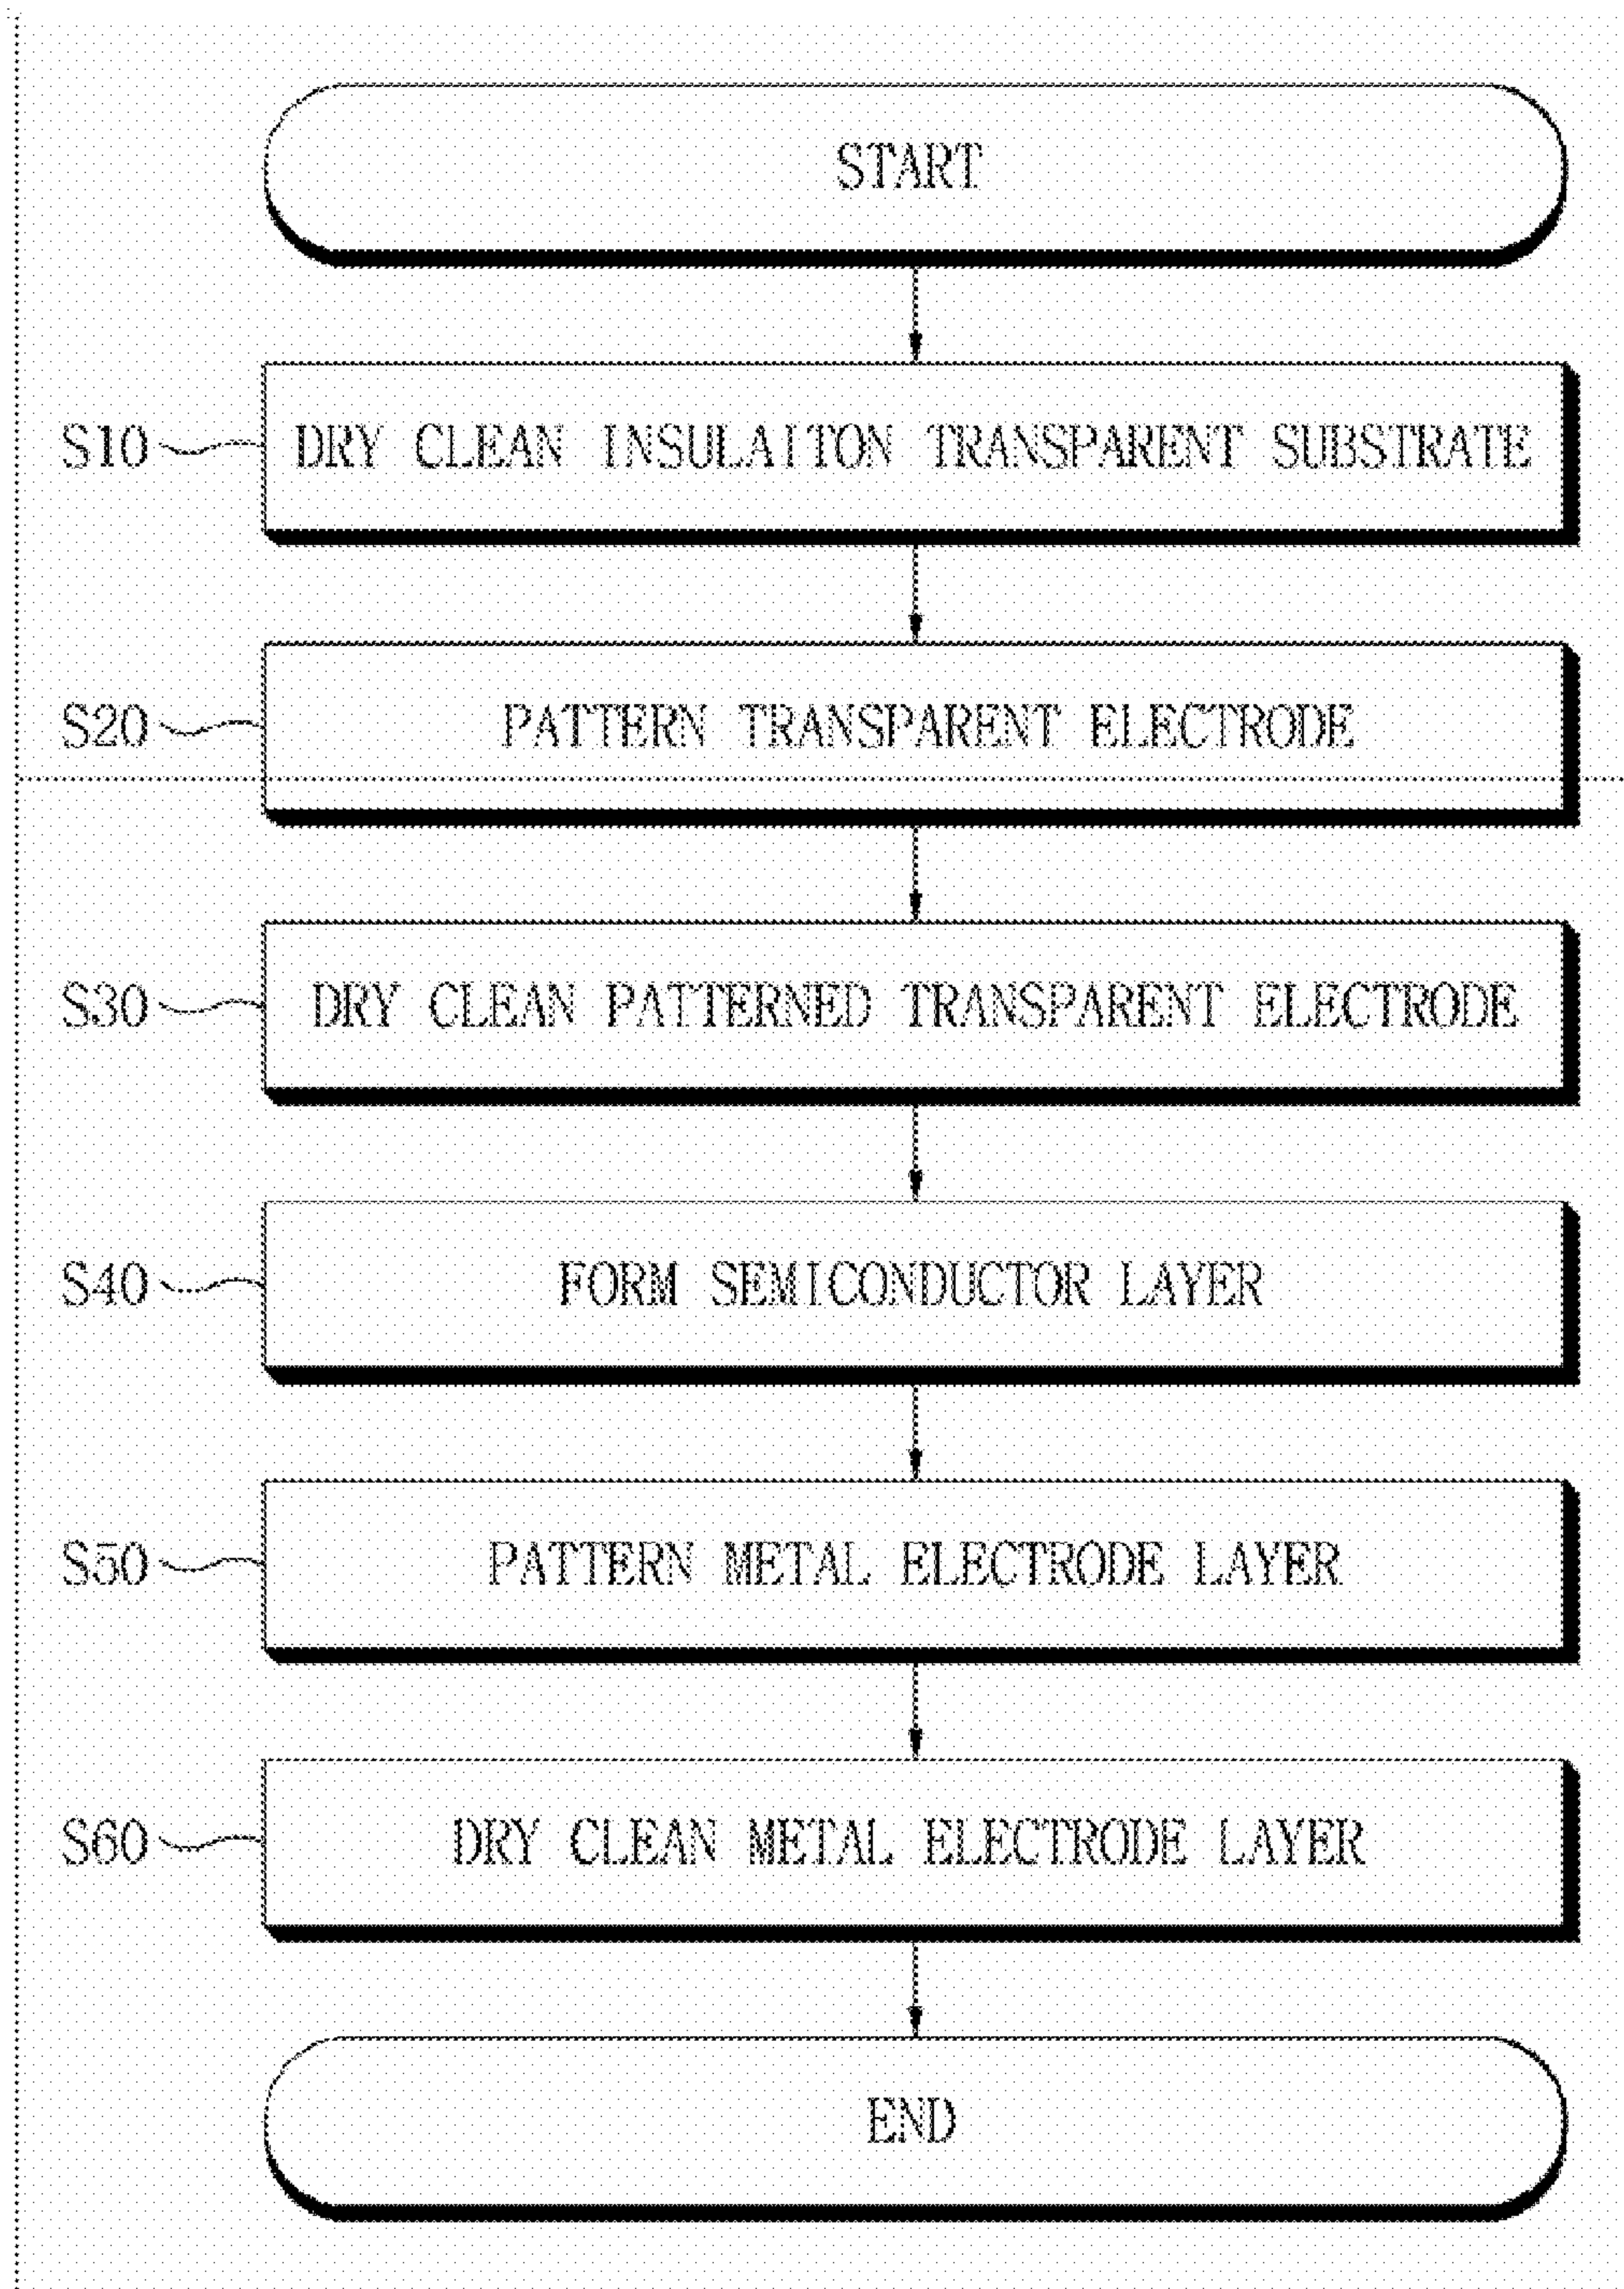 START
S10 DRY CLEAN INSULAITON TRANSPARENT SUBSTRATE
S20 PATTERN TRANSPARENT ELECTRODE
S30 DRY CLEAN PATTERNED TRANSPARENT ELECTRODE
S40 FORM SEMICONDUCTOR LAYER
S50 PATTERN METAL ELECTRODE LAYER
S60 DRY CLEAN METAL ELECTRODE LAYER
END